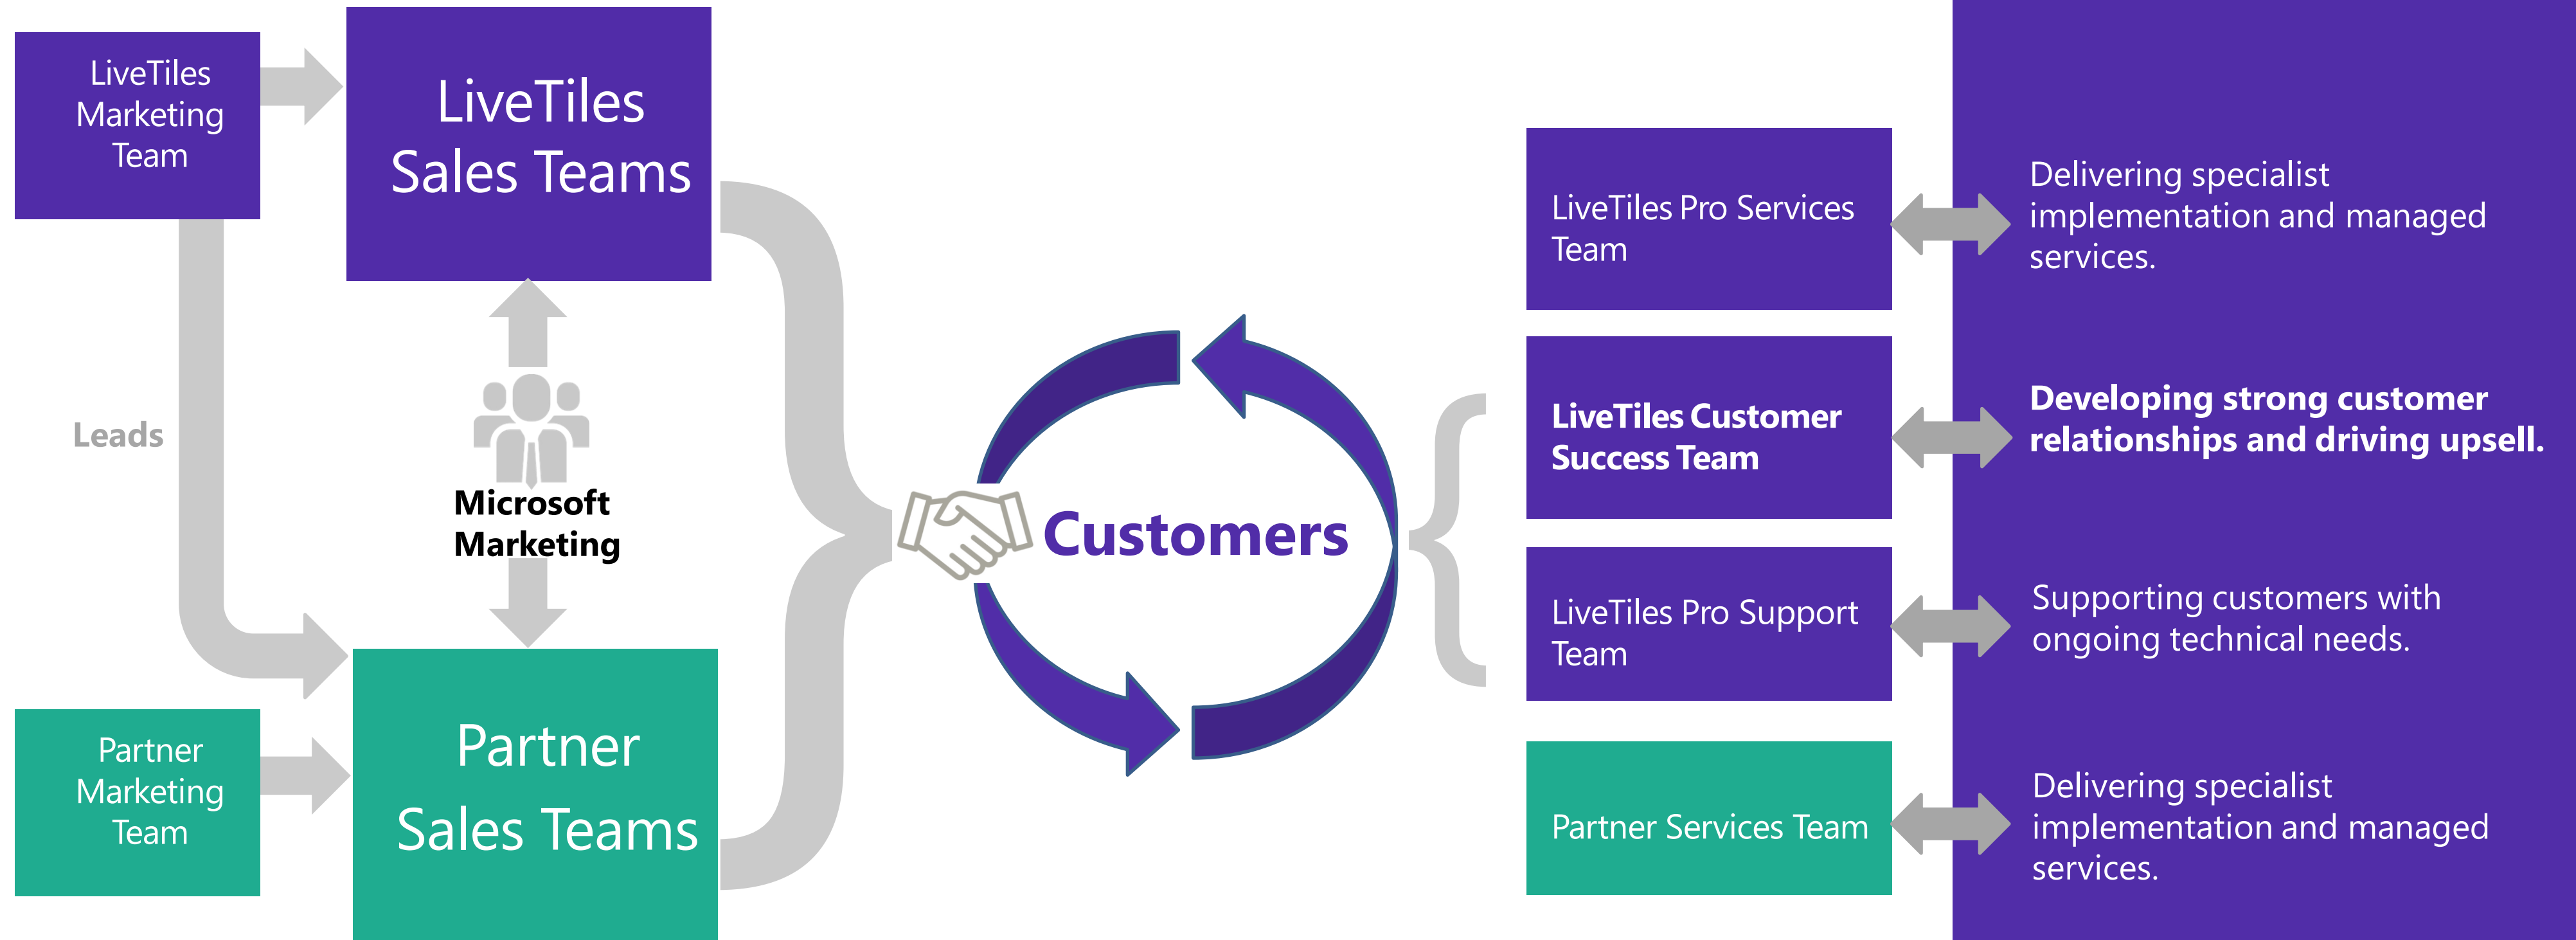 LiveTiles
Marketing
Team
LiveTiles
Sales Teams
Leads
Microsoft
Marketing
Partner
Marketing
Team
Partner
Sales Teams
Customers
LiveTiles Pro Services
Team
Delivering specialist
implementation and managed
services.
LiveTiles Customer
Success Team
Developing strong customer
relationships and driving upsell.
LiveTiles Pro Support
Team
Supporting customers with
ongoing technical needs.
Partner Services Team
Delivering specialist
implementation and managed
services.